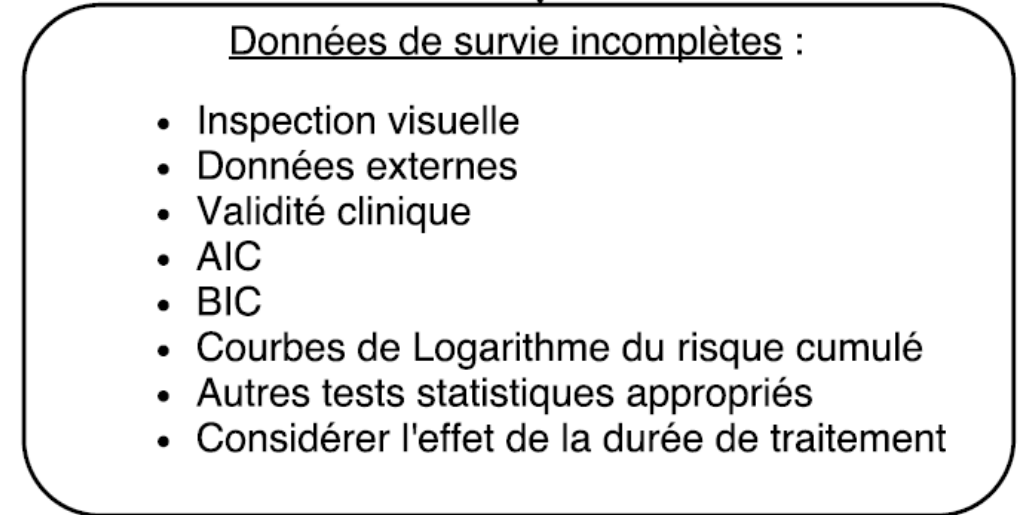 Données de survie incomplètes :
• Inspection visuelle
• Données externes
• Validité clinique
• AIC
• BIC
• Courbes de Logarithme du risque cumulé
• Autres tests statistiques appropriés
• Considérer l'effet de la durée de traitement